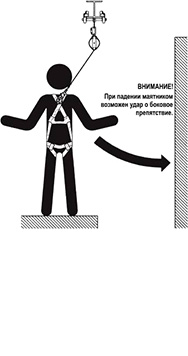 ВНИМАНИЕ!
При падении маятником
возможен удар о боковое
препятствие.